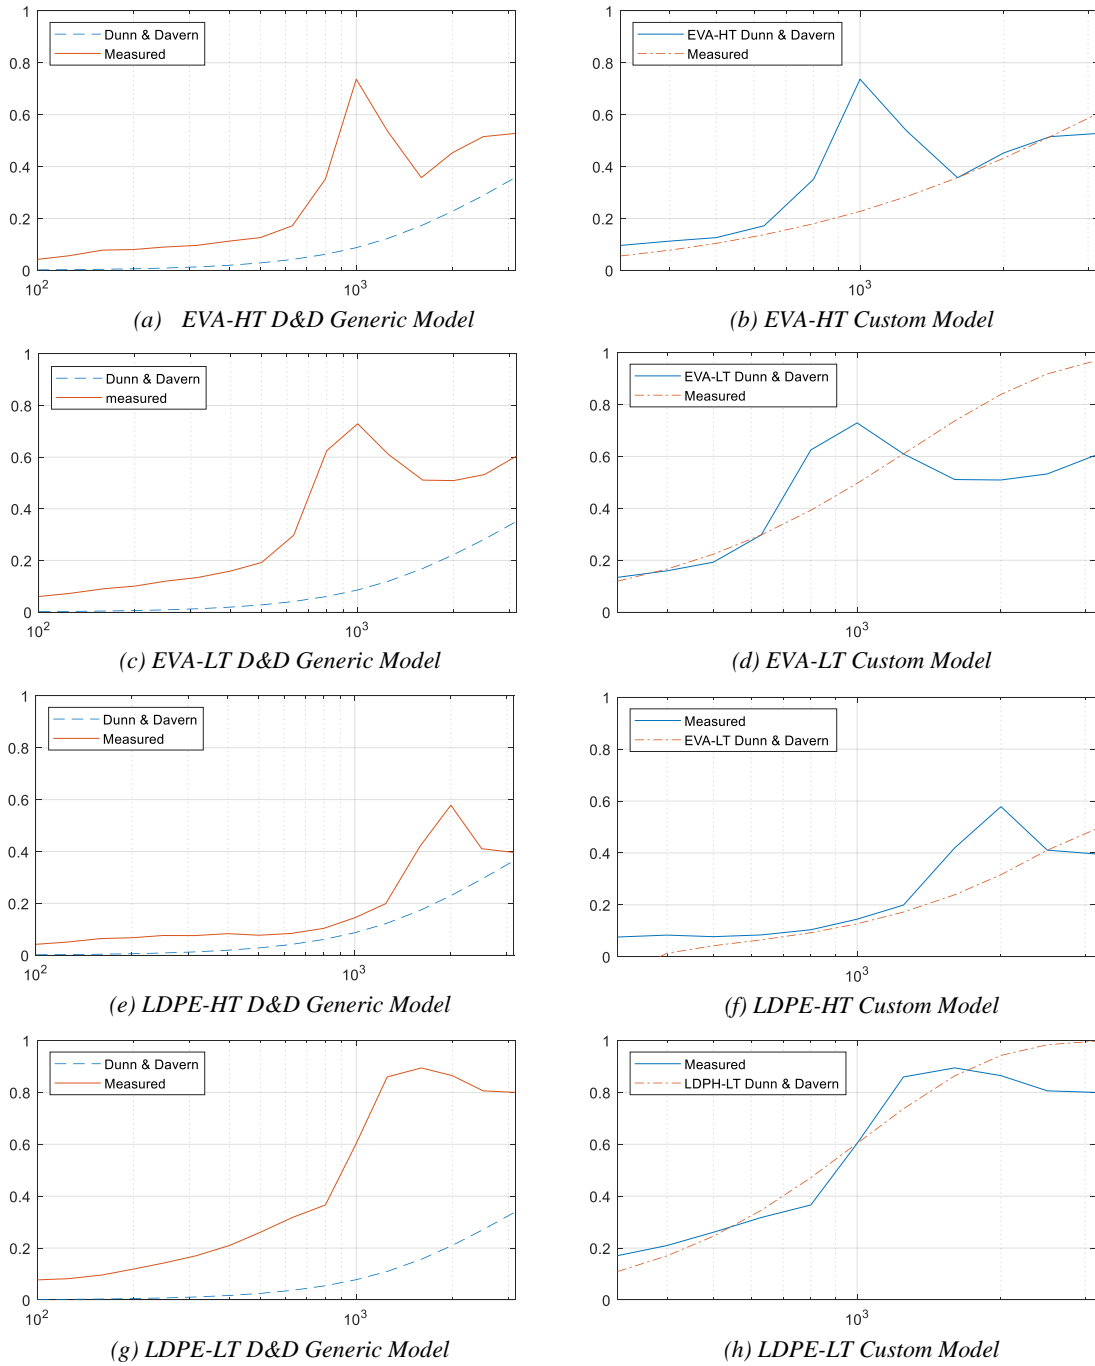 Dunn & Davern
Measured
1
0.8
0.6
0.4
0.2
0
10²
10³
(a) EVA-HT D&D Generic Model
EVA-HT Dunn & Davern
Measured
1
0.8
0.6
0.4
0.2
0
10³
(b) EVA-HT Custom Model
Dunn & Davern
measured
1
0.8
0.6
0.4
0.2
0
10²
10³
(c) EVA-LT D&D Generic Model
EVA-LT Dunn & Davern
Measured
1
0.8
0.6
0.4
0.2
0
10³
(d) EVA-LT Custom Model
Dunn & Davern
Measured
1
0.8
0.6
0.4
0.2
0
10²
10³
(e) LDPE-HT D&D Generic Model
Measured
EVA-LT Dunn & Davern
1
0.8
0.6
0.4
0.2
0
10³
(f) LDPE-HT Custom Model
Dunn & Davern
Measured
1
0.8
0.6
0.4
0.2
0
10²
10³
(g) LDPE-LT D&D Generic Model
Measured
LDPH-LT Dunn & Davern
1
0.8
0.6
0.4
0.2
0
10³
(h) LDPE-LT Custom Model